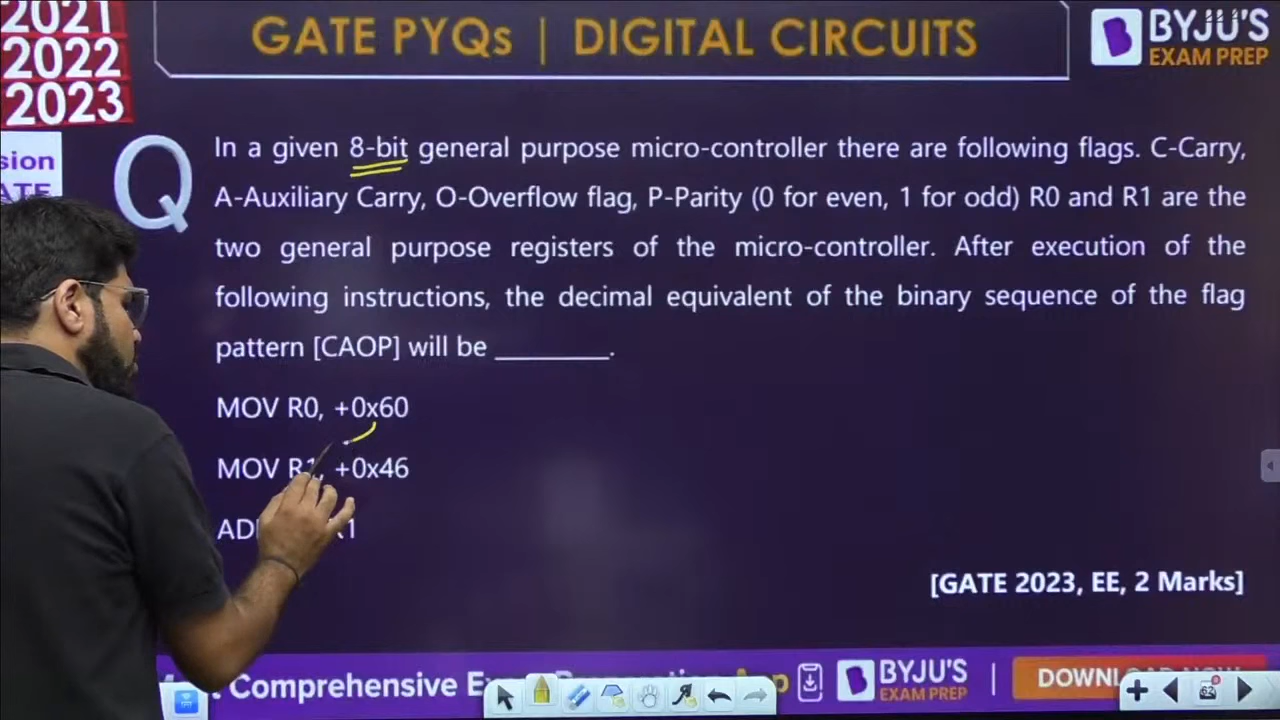 2021
2022
2023
GATE PYQs | DIGITAL CIRCUITS
BYJU'S
EXAM PREP
Q
In a given 8-bit general purpose micro-controller there are following flags. C-Carry,
A-Auxiliary Carry, O-Overflow flag, P-Parity (0 for even, 1 for odd) R0 and R1 are the
two general purpose registers of the micro-controller. After execution of the
following instructions, the decimal equivalent of the binary sequence of the flag
pattern [CAOP] will be ________.
MOV R0, +0x60
MOV R1, +0x46
[GATE 2023, EE, 2 Marks]
Comprehensive
BYJU'S
EXAM PREP
62